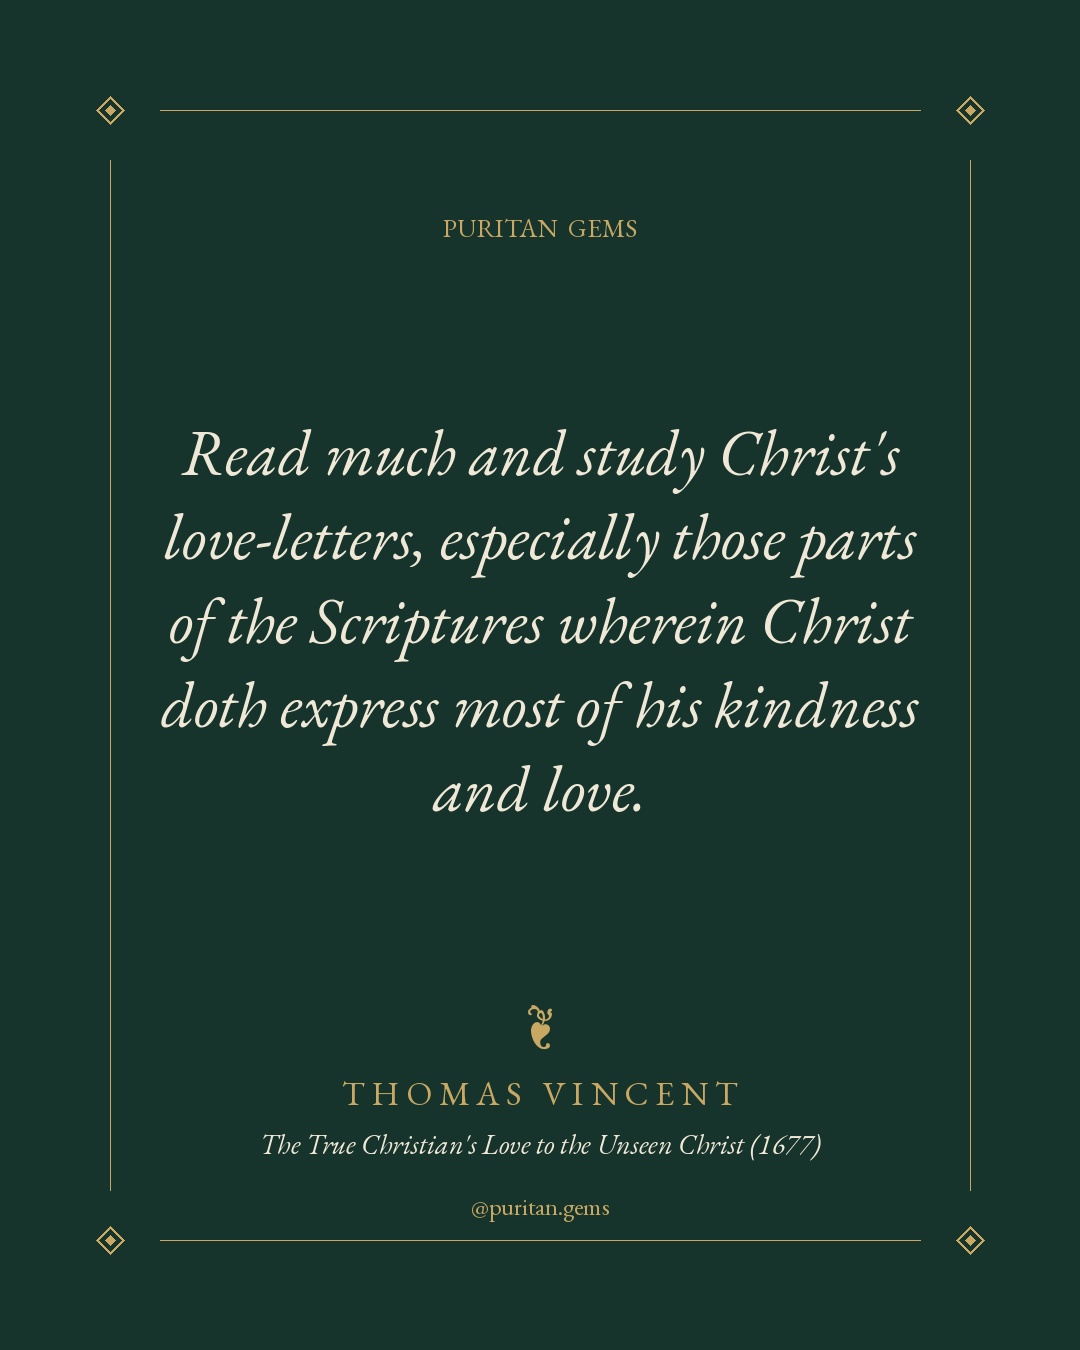 PURITAN GEMS
Read much and study Christ's
love-letters, especially those parts
of the Scriptures wherein Christ
doth express most of his kindness
and love.
THOMAS VINCENT
The True Christian's Love to the Unseen Christ (1677)
@puritan.gems